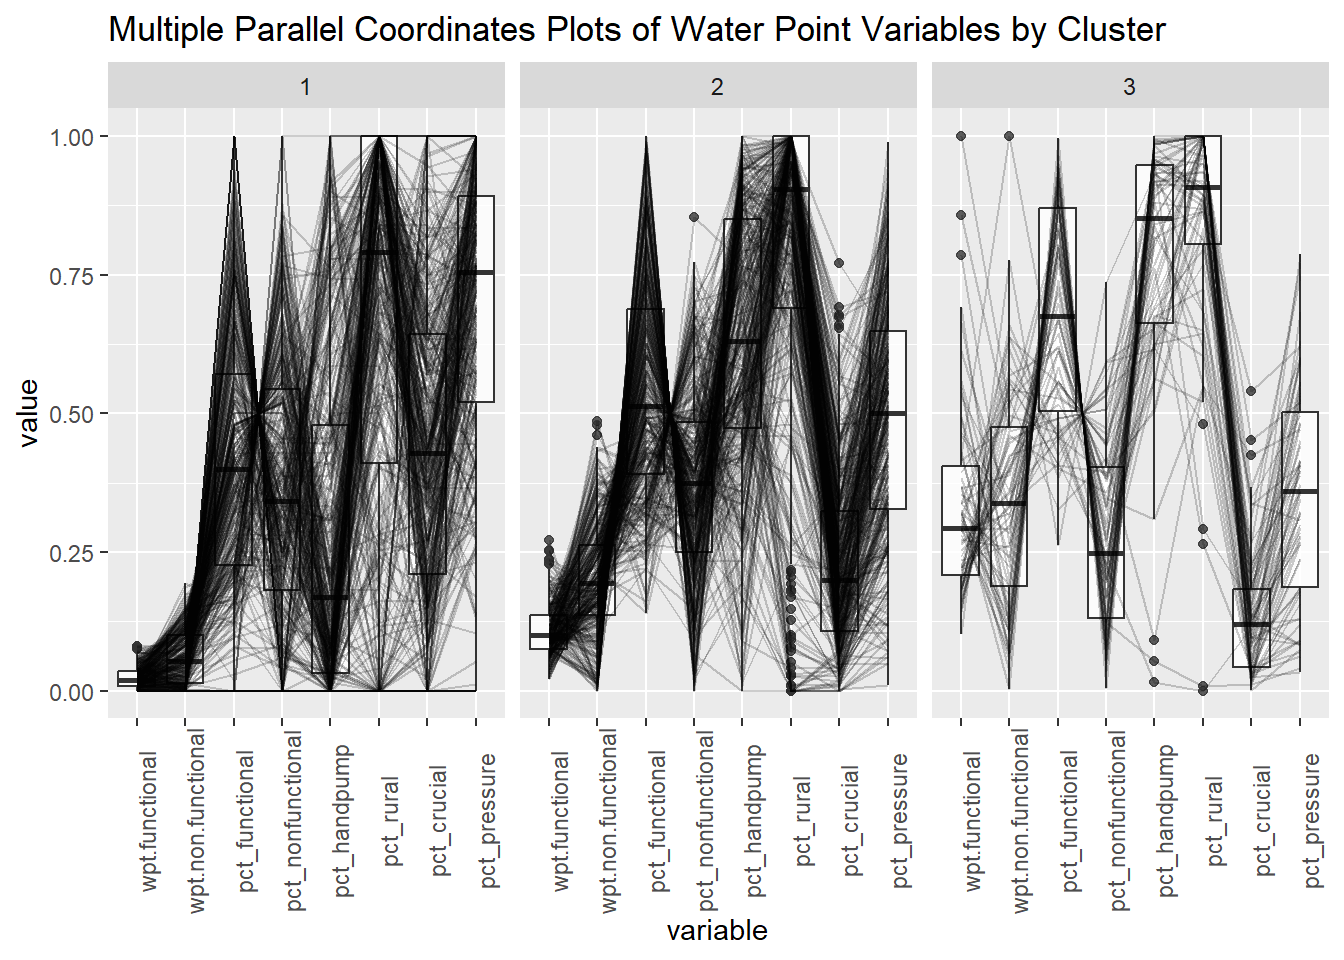 Multiple Parallel Coordinates Plots of Water Point Variables by Cluster
1 2 3
value
1.00
0.75
0.50
0.25
0.00
wpt.functional
wpt.non.functional
pct_functional
pct_nonfunctional
pct_handpump
pct_rural
pct_crucial
pct_pressure
wpt.functional
wpt.non.functional
pct_functional
pct_nonfunctional
pct_handpump
pct_rural
pct_crucial
pct_pressure
wpt.functional
wpt.non.functional
pct_functional
pct_nonfunctional
pct_handpump
pct_rural
pct_crucial
pct_pressure
variable